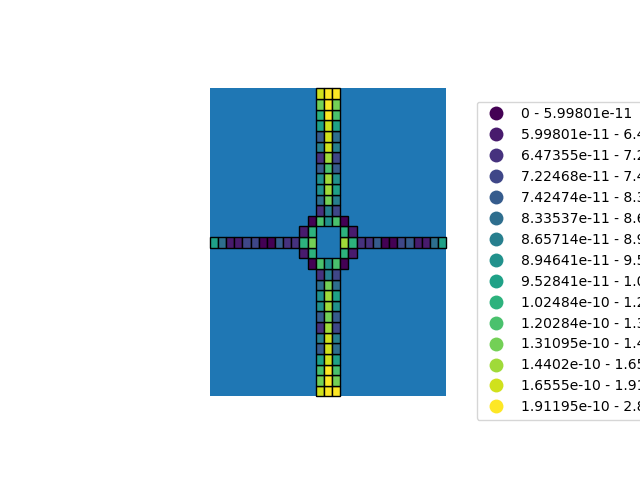 0 - 5.99801e-11
5.99801e-11 - 6.4
6.47355e-11 - 7.2
7.22468e-11 - 7.4
7.42474e-11 - 8.3
8.33537e-11 - 8.6
8.65714e-11 - 8.9
8.94641e-11 - 9.5
9.52841e-11 - 1.0
1.02484e-10 - 1.2
1.20284e-10 - 1.3
1.31095e-10 - 1.4
1.4402e-10 - 1.65
1.6555e-10 - 1.91
1.91195e-10 - 2.8